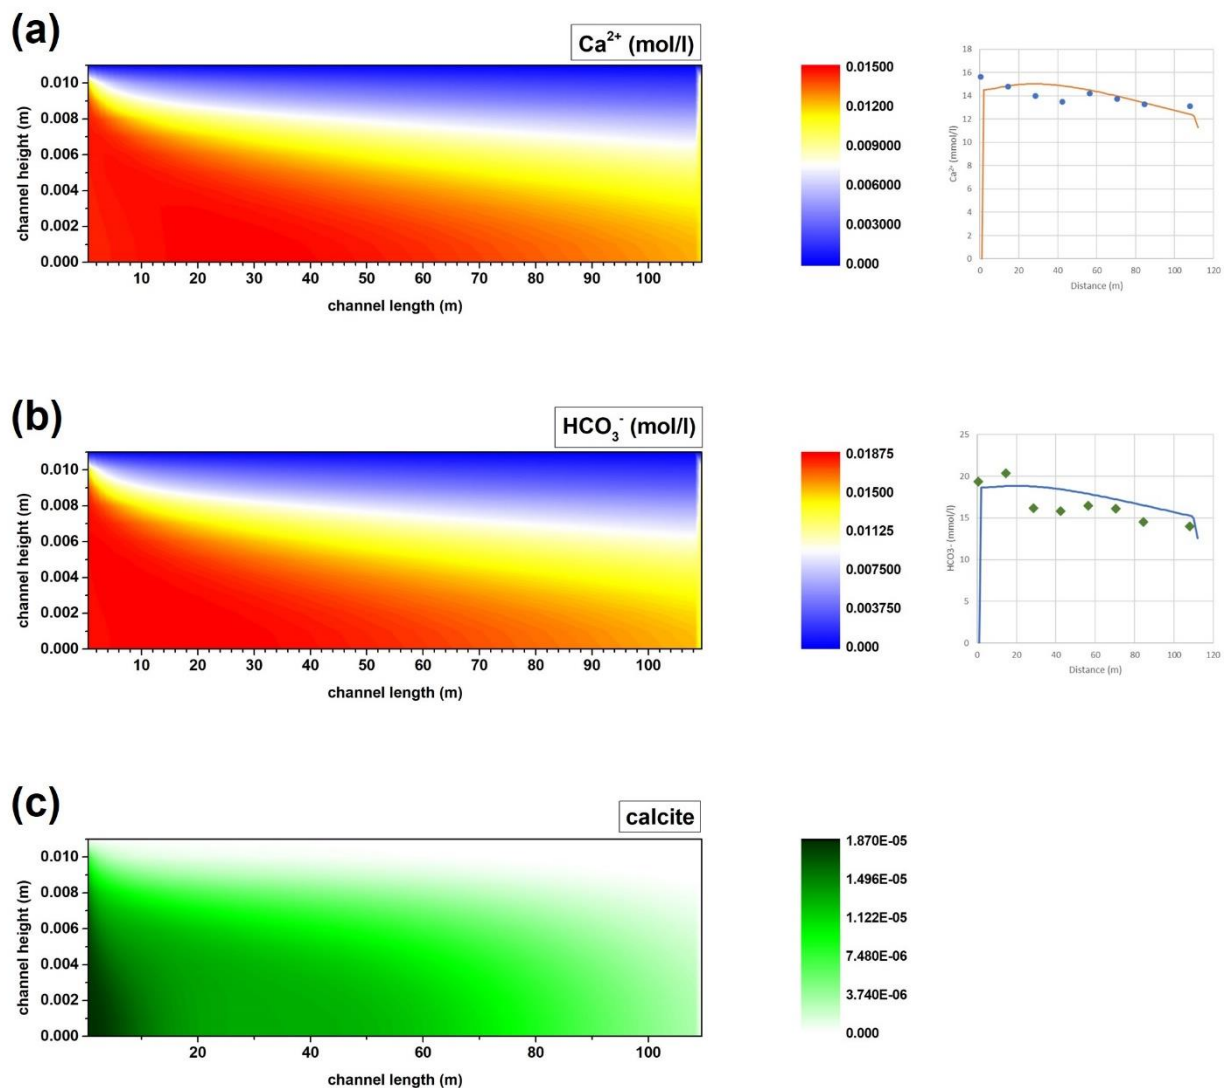 (a)
Ca²⁺ (mol/l)
channel height (m)
0.010
0.008
0.006
0.004
0.002
0.000
10 20 30 40 50 60 70 80 90 100
channel length (m)
0.01500
0.01200
0.009000
0.006000
0.003000
0.000
Ca²⁺ (mmol/l)
18
16
14
12
10
8
6
4
2
0
0 20 40 60 80 100 120
Distance (m)
(b)
HCO₃⁻ (mol/l)
channel height (m)
0.010
0.008
0.006
0.004
0.002
0.000
10 20 30 40 50 60 70 80 90 100
channel length (m)
0.01875
0.01500
0.01125
0.007500
0.003750
0.000
HCO3- (mmol/l)
25
20
15
10
5
0
0 20 40 60 80 100 120
Distance (m)
(c)
calcite
channel height (m)
0.010
0.008
0.006
0.004
0.002
0.000
20 40 60 80 100
channel length (m)
1.870E-05
1.496E-05
1.122E-05
7.480E-06
3.740E-06
0.000